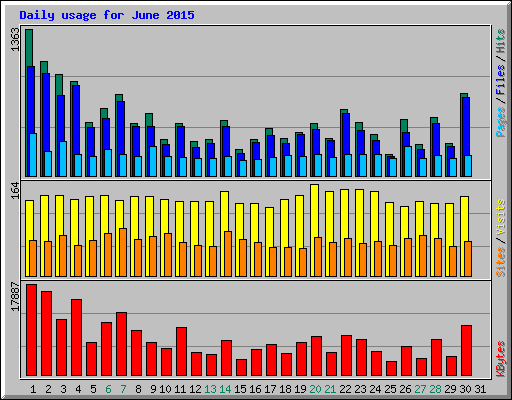 Daily usage for June 2015
1363
164
17887
Pages / Files / Hits
Sites / Visits
KBytes
1 2 3 4 5 6 7 8 9 10 11 12 13 14 15 16 17 18 19 20 21 22 23 24 25 26 27 28 29 30 31